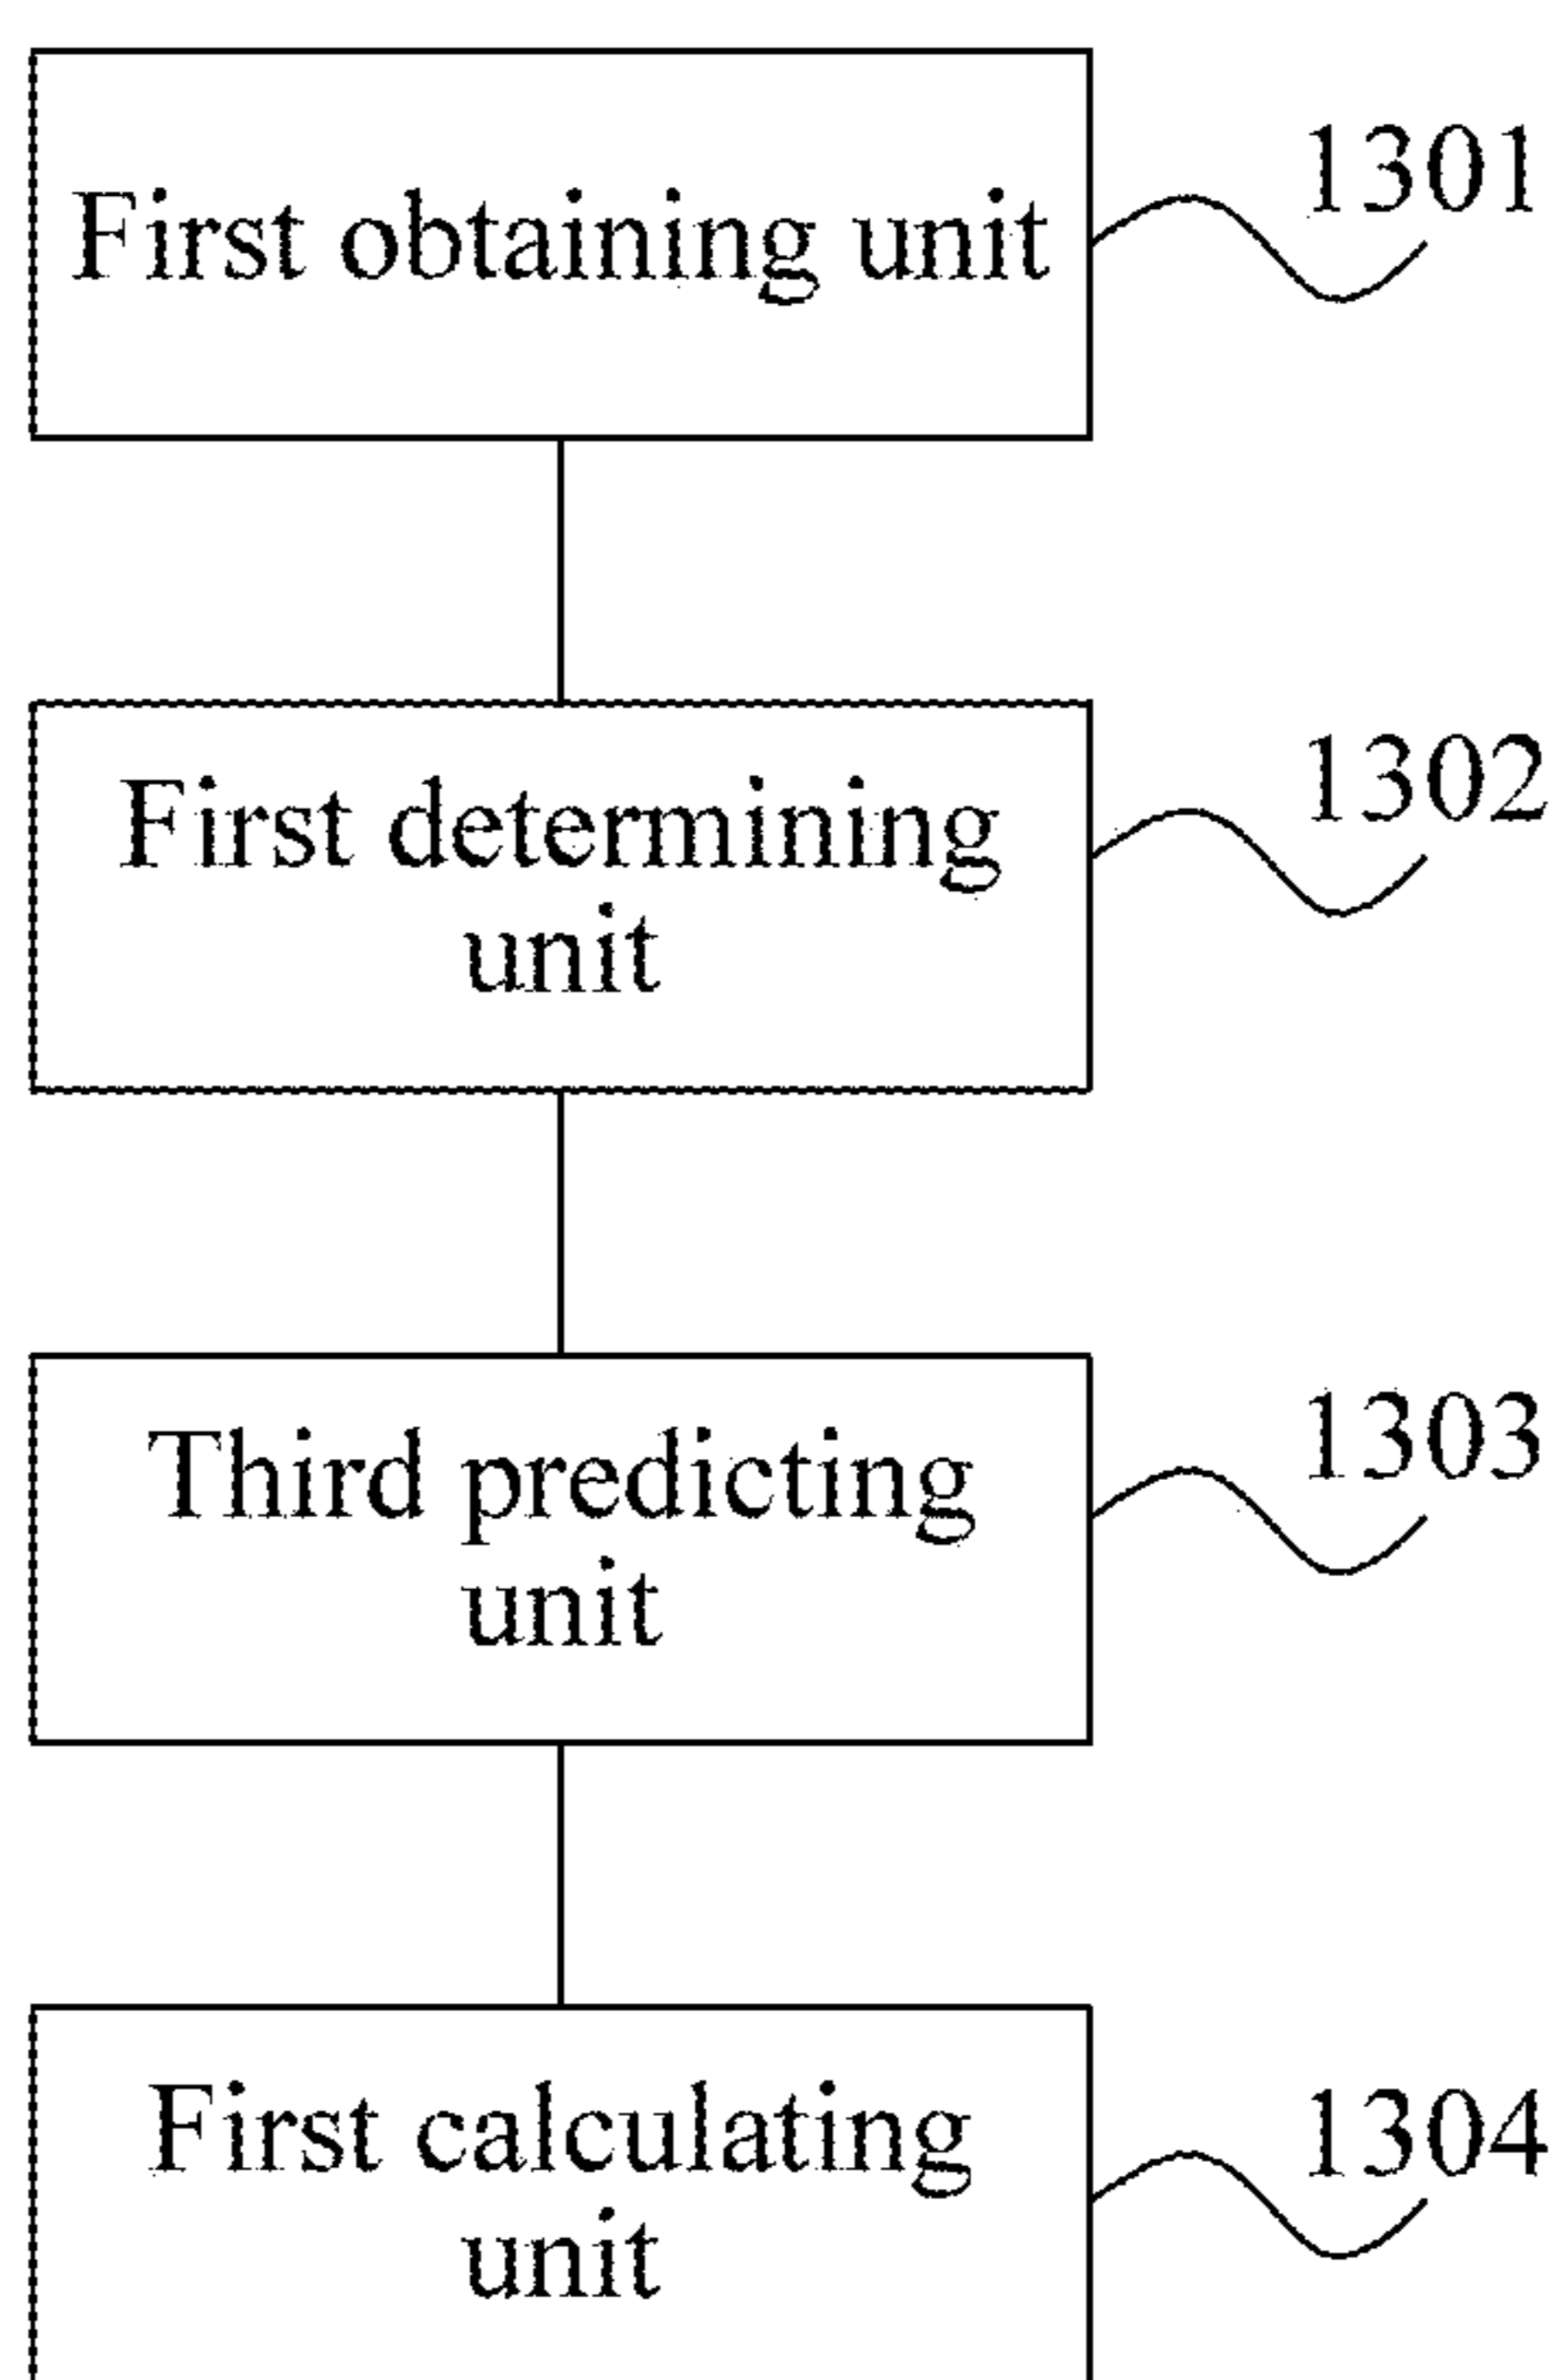 First obtaining unit
1301
First determining
unit
1302
Third predicting
unit
1303
First calculating
unit
1304